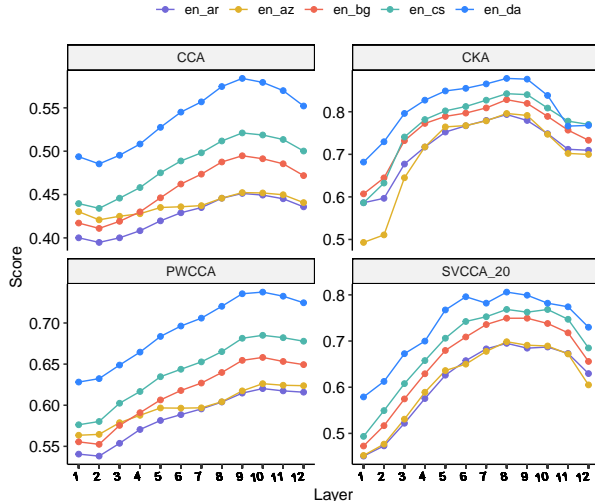 en_ar en_az en_bg en_cs en_da
CCA CKA
0.55
0.50
0.45
0.40
0.8
0.7
0.6
0.5
Score
PWCCA SVCCA_20
0.70
0.65
0.60
0.55
0.8
0.7
0.6
0.5
1 2 3 4 5 6 7 8 9 10 11 12 1 2 3 4 5 6 7 8 9 10 11 12
Layer